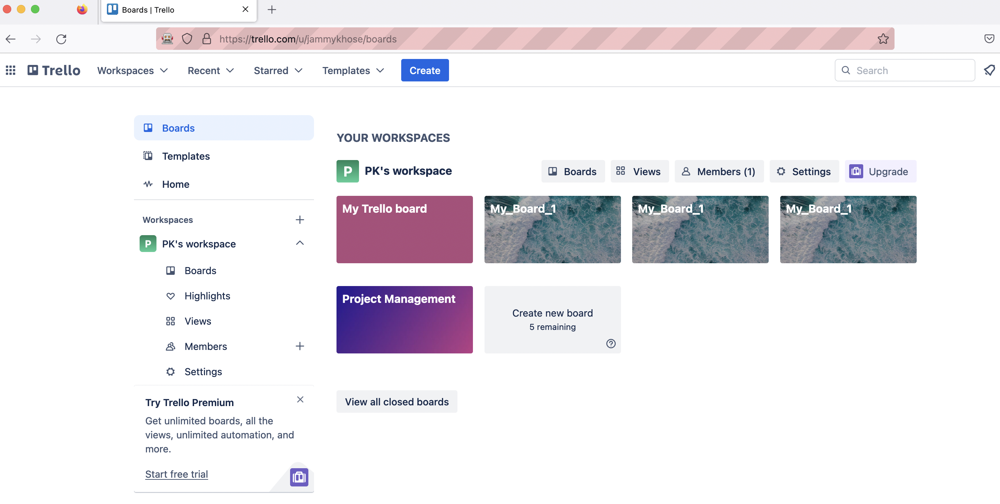 Boards | Trello
https://trello.com/u/jammykhose/boards
Trello
Workspaces
Recent
Starred
Templates
Create
Search
Boards
Templates
Home
Workspaces
P
PK's workspace
Boards
Highlights
Views
Members
Settings
Try Trello Premium
Get unlimited boards, all the
views, unlimited automation, and
more.
Start free trial
YOUR WORKSPACES
P
PK's workspace
Boards
Views
Members (1)
Settings
Upgrade
My Trello board
My_Board_1
My_Board_1
My_Board_1
Project Management
Create new board
5 remaining
View all closed boards